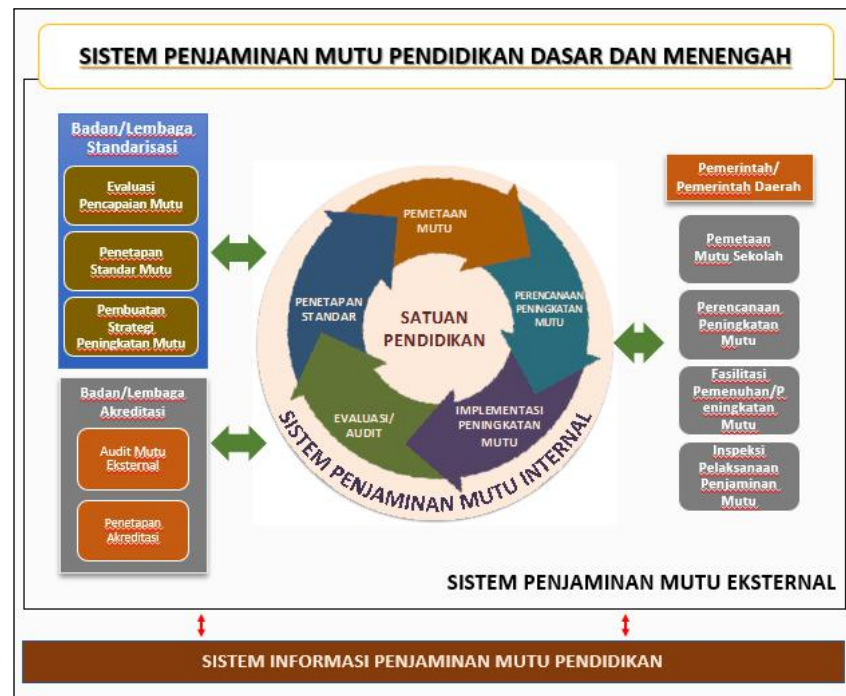 SISTEM PENJAMINAN MUTU PENDIDIKAN DASAR DAN MENENGAH
Badan/Lembaga
Standarisasi
Evaluasi
Pencapaian Mutu
Penetapan
Standar Mutu
Pembuatan
Strategi
Peningkatan Mutu
Badan/Lembaga
Akreditasi
Audit Mutu
Eksternal
Penetapan
Akreditasi
PEMETAAN
MUTU
PERENCANAAN
PENINGKATAN
MUTU
IMPLEMENTASI
PENINGKATAN
MUTU
EVALUASI/
AUDIT
PENETAPAN
STANDAR
SATUAN
PENDIDIKAN
SISTEM PENJAMINAN MUTU INTERNAL
Pemerintah/
Pemerintah Daerah
Pemetaan
Mutu Sekolah
Perencanaan
Peningkatan
Mutu
Fasilitasi
Pemenuhan/P
eningkatan
Mutu
Inspeksi
Pelaksanaan
Penjaminan
Mutu
SISTEM PENJAMINAN MUTU EKSTERNAL
SISTEM INFORMASI PENJAMINAN MUTU PENDIDIKAN